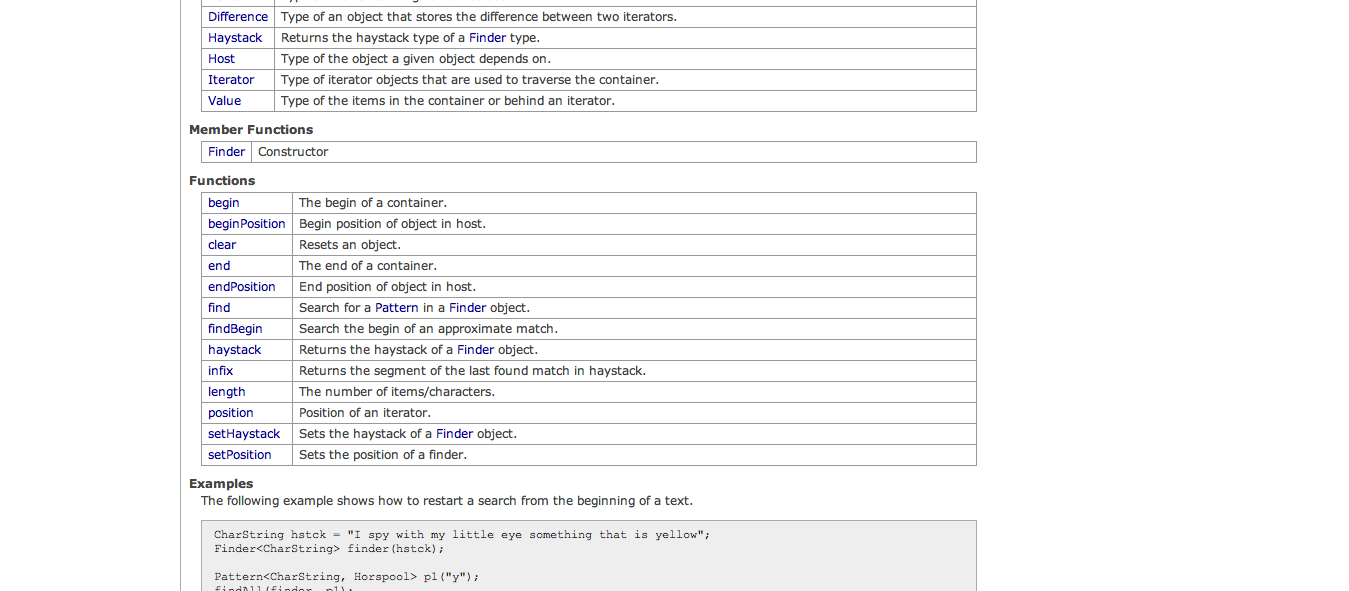 Difference Type of an object that stores the difference between two iterators.
Haystack Returns the haystack type of a Finder type.
Host Type of the object a given object depends on.
Iterator Type of iterator objects that are used to traverse the container.
Value Type of the items in the container or behind an iterator.
Member Functions
Finder Constructor
Functions
begin The begin of a container.
beginPosition Begin position of object in host.
clear Resets an object.
end The end of a container.
endPosition End position of object in host.
find Search for a Pattern in a Finder object.
findBegin Search the begin of an approximate match.
haystack Returns the haystack of a Finder object.
infix Returns the segment of the last found match in haystack.
length The number of items/characters.
position Position of an iterator.
setHaystack Sets the haystack of a Finder object.
setPosition Sets the position of a finder.
Examples
The following example shows how to restart a search from the beginning of a text.
CharString hstck = "I spy with my little eye something that is yellow";
Finder<CharString> finder(hstck);
Pattern<CharString, Horspool> p1("y");
findAll(finder, p1);